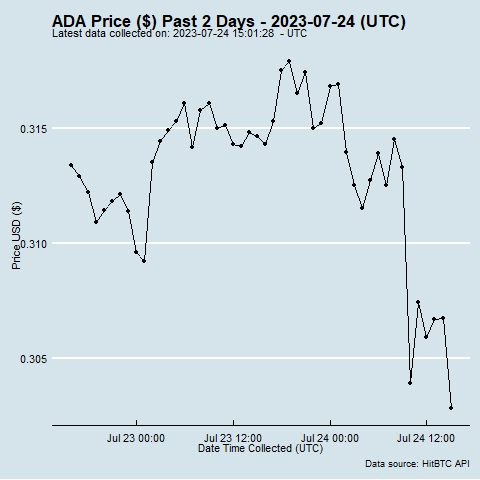 ADA Price ($) Past 2 Days - 2023-07-24 (UTC)
Latest data collected on: 2023-07-24 15:01:28 - UTC
0.315
0.310
0.305
Price USD ($)
Jul 23 00:00 Jul 23 12:00 Jul 24 00:00 Jul 24 12:00
Date Time Collected (UTC)
Data source: HitBTC API